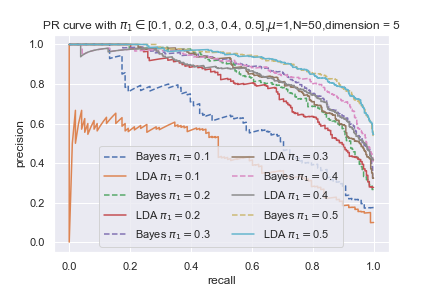 PR curve with π₁ ∈ [0.1, 0.2, 0.3, 0.4, 0.5],μ=1,N=50,dimension = 5
precision
1.0
0.8
0.6
0.4
0.2
0.0
Bayes π₁ = 0.1
LDA π₁ = 0.1
Bayes π₁ = 0.2
LDA π₁ = 0.2
Bayes π₁ = 0.3
LDA π₁ = 0.3
Bayes π₁ = 0.4
LDA π₁ = 0.4
Bayes π₁ = 0.5
LDA π₁ = 0.5
0.0 0.2 0.4 0.6 0.8 1.0
recall